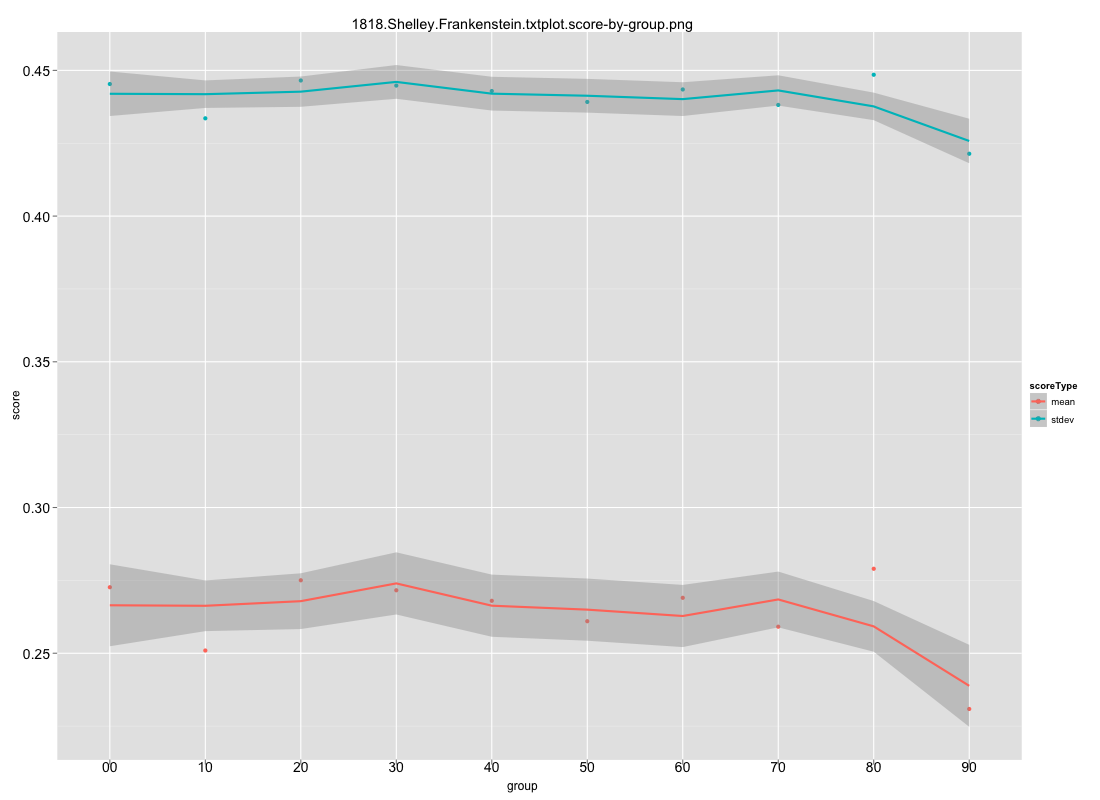 1818.Shelley.Frankenstein.txtplot.score-by-group.png
0.45
0.40
0.35
0.30
0.25
score
00 10 20 30 40 50 60 70 80 90
group
scoreType
mean
stdev